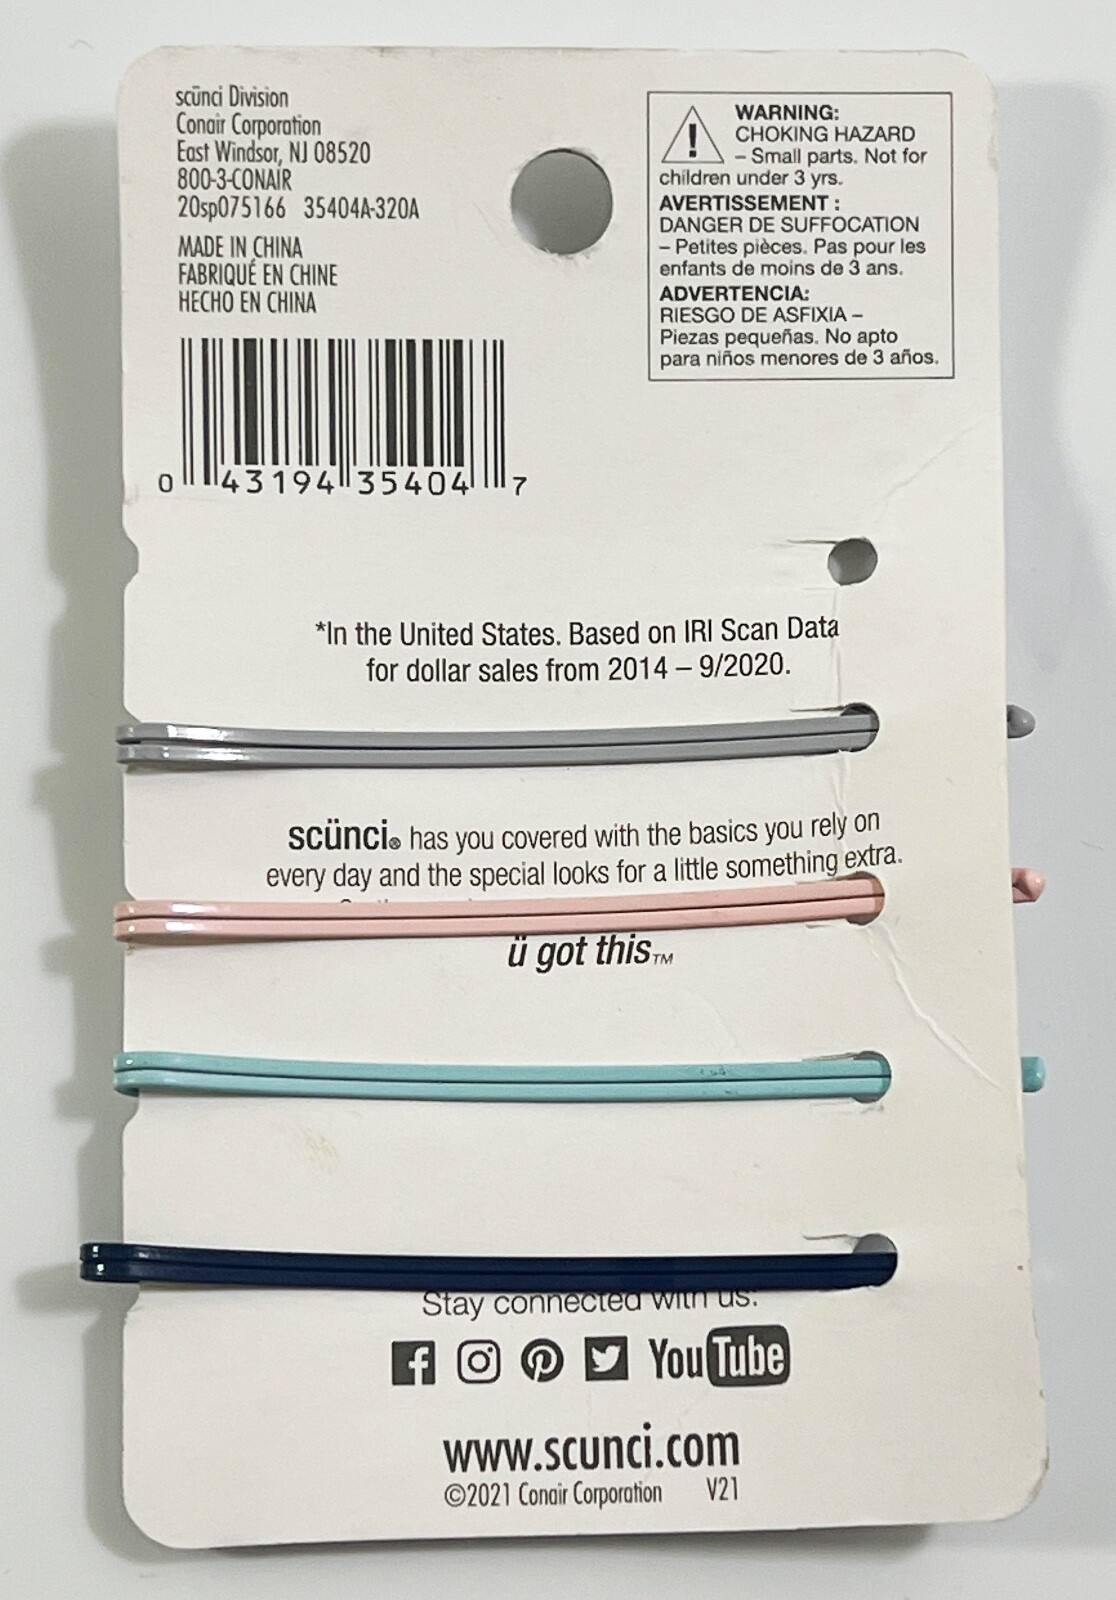 scünci Division
Conair Corporation
East Windsor, NJ 08520
800-3-CONAIR
20sp075166 35404A-320A
MADE IN CHINA
FABRIQUÉ EN CHINE
HECHO EN CHINA
0 43194 35404 7
WARNING:
CHOKING HAZARD
– Small parts. Not for
children under 3 yrs.
AVERTISSEMENT :
DANGER DE SUFFOCATION
– Petites pièces. Pas pour les
enfants de moins de 3 ans.
ADVERTENCIA:
RIESGO DE ASFIXIA –
Piezas pequeñas. No apto
para niños menores de 3 años.
*In the United States. Based on IRI Scan Data
for dollar sales from 2014 – 9/2020.
scünci® has you covered with the basics you rely on
every day and the special looks for a little something extra.
ü got this™
Stay connected with us:
YouTube
www.scunci.com
©2021 Conair Corporation V21